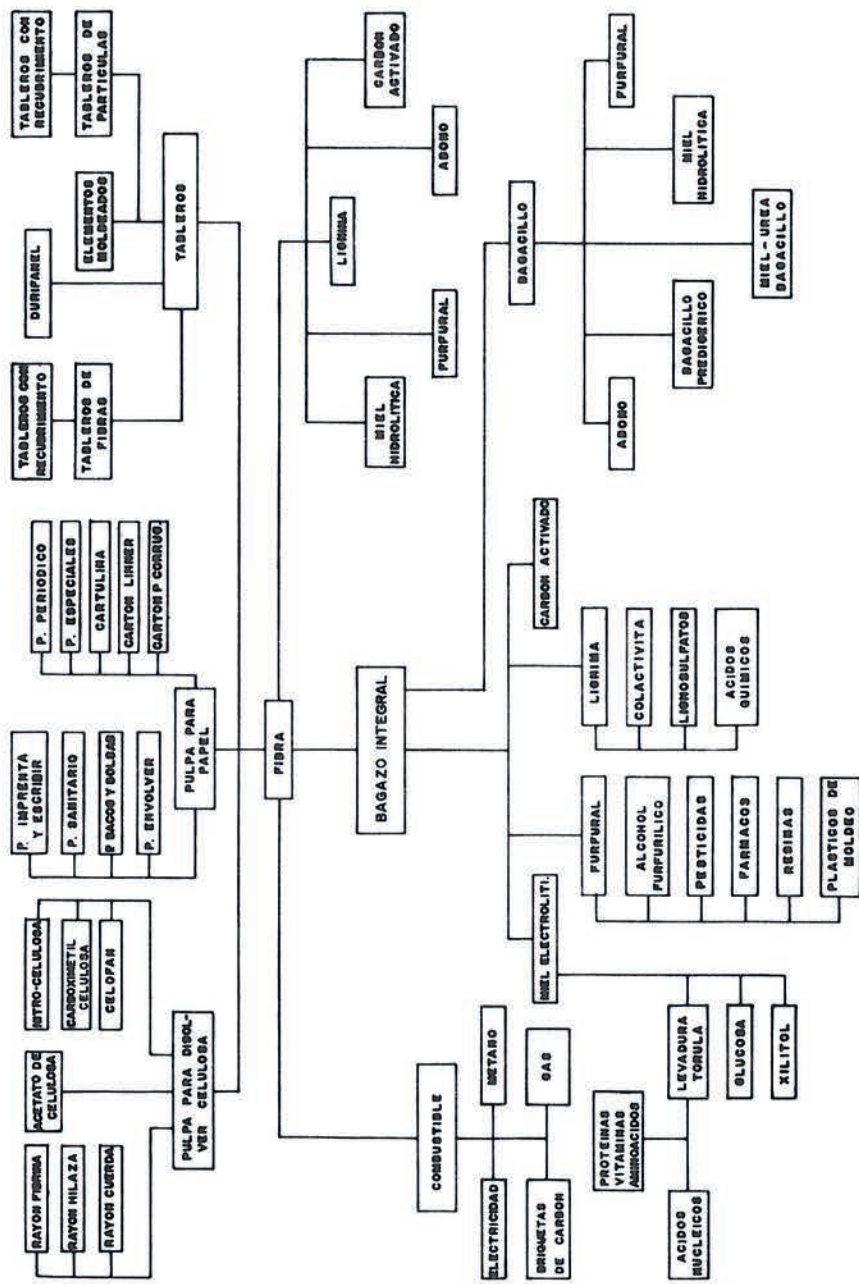 RAYON FIBRINA
RAYON HILAZA
RAYON CUERDA
ACETATO DE
CELULOSA
NITRO-CELULOSA
CARBOXIMETIL
CELULOSA
CELOFAN
PULPA PARA DISOL-
VER CELULOSA
P. IMPRENTA
Y ESCRIBIR
P. SANITARIO
P. SACOS Y BOLSAS
P. ENVOLVER
P. PERIODICO
P. ESPECIALES
CARTULINA
CARTON LINNER
CARTON P CORRUG.
PULPA PARA
PAPEL
TABLEROS CON
RECUBRIMIENTO
TABLEROS DE
FIBRAS
DURIPANEL
ELEMENTOS
MOLDEADOS
TABLEROS CON
RECUBRIMIENTO
TABLEROS DE
PARTICULAS
TABLEROS
FIBRA
COMBUSTIBLE
ELECTRICIDAD
METANO
BRIQUETAS
DE CARBON
GAS
LIGNINA
MIEL
HIDROLITICA
FURFURAL
ABONO
CARBON
ACTIVADO
BAGAZO INTEGRAL
MIEL ELECTROLITI.
PROTEINAS
VITAMINAS
AMINOACIDOS
ACIDOS
NUCLEICOS
LEVADURA
TORULA
GLUCOSA
XILITOL
FURFURAL
ALCOHOL
FURFURILICO
PESTICIDAS
FARMACOS
RESINAS
PLASTICOS DE
MOLDEO
LIGNINA
COLACTIVITA
LIGNOSULFATOS
ACIDOS
QUIMICOS
CARBON ACTIVADO
BAGACILLO
ABONO
BAGACILLO
PREDIGERICO
MIEL-UREA
BAGACILLO
MIEL
HIDROLITICA
FURFURAL